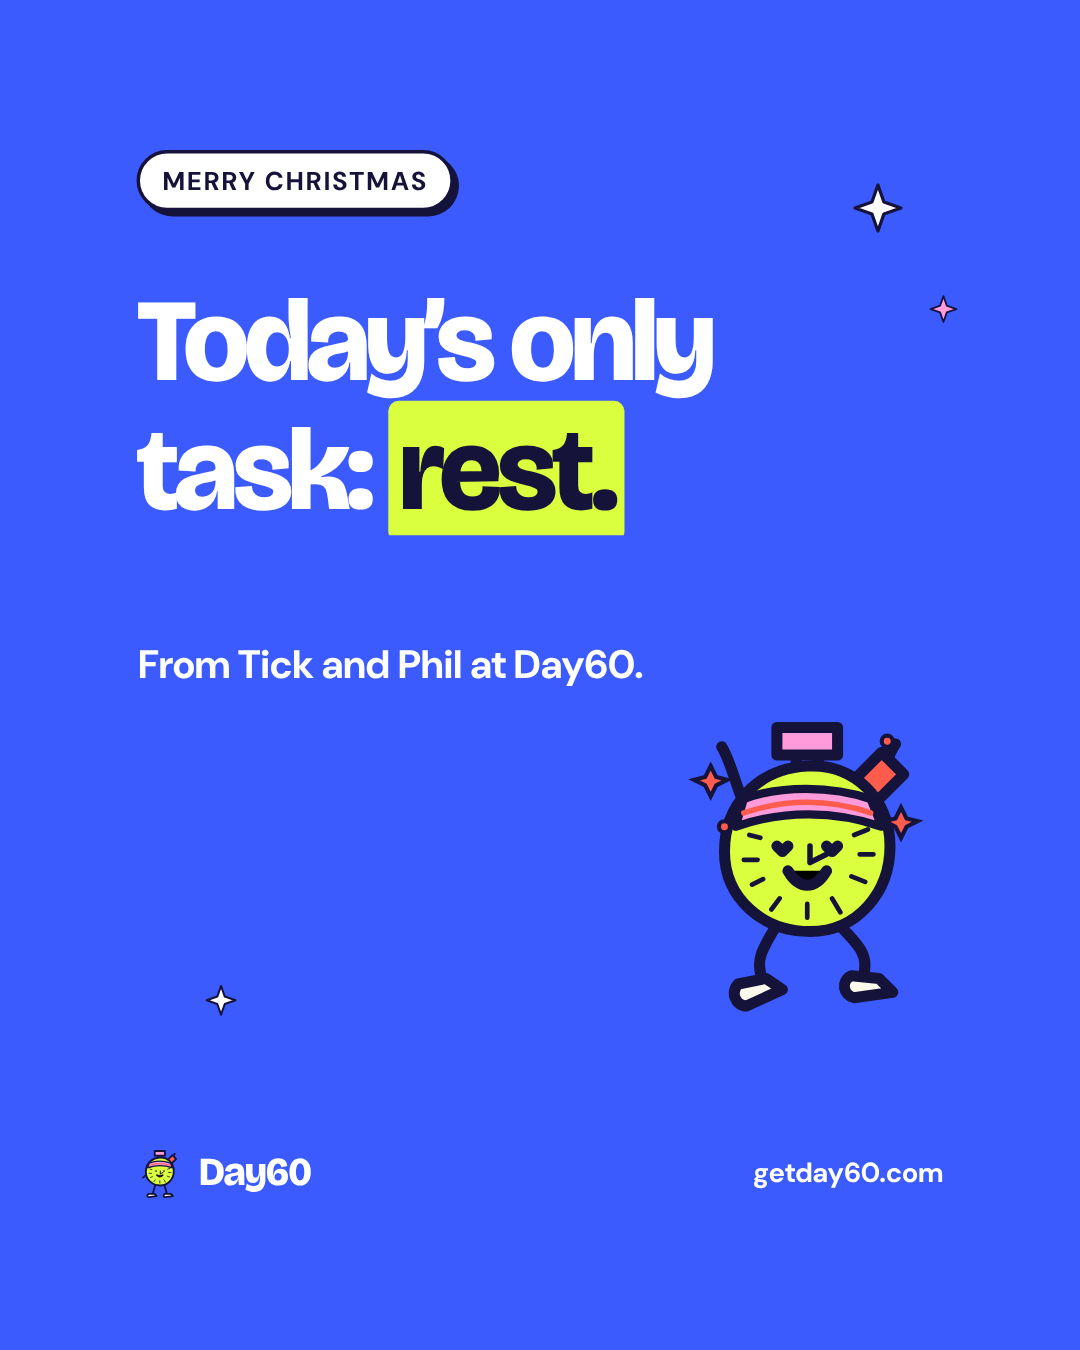 MERRY CHRISTMAS
Today’s only
task: rest.
From Tick and Phil at Day60.
Day60
getday60.com